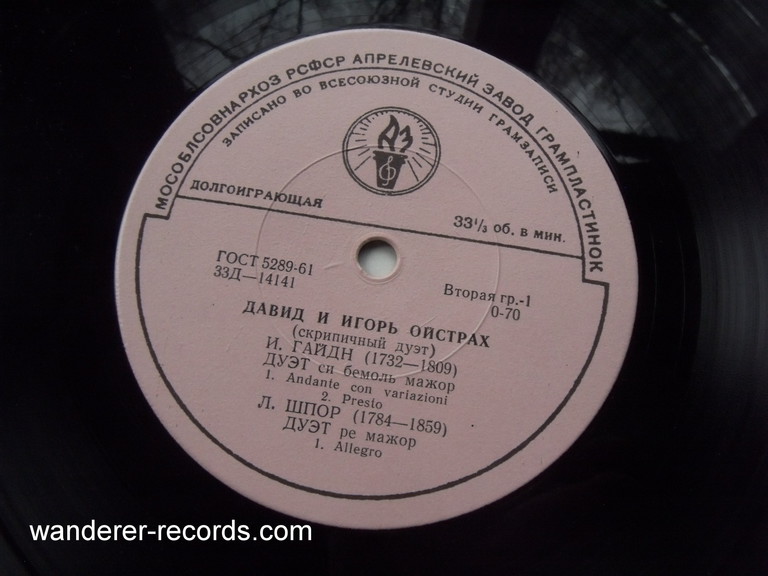 МОСОБЛСОВНАРХОЗ РСФСР АПРЕЛЕВСКИЙ ЗАВОД ГРАМПЛАСТИНОК
ЗАПИСАНО ВО ВСЕСОЮЗНОЙ СТУДИИ ГРАМЗАПИСИ
АЗ
ДОЛГОИГРАЮЩАЯ
33⅓ об. в мин.
ГОСТ 5289-61
33Д—14141
Вторая гр.-1
0-70
ДАВИД И ИГОРЬ ОЙСТРАХ
(скрипичный дуэт)
И. ГАЙДН (1732—1809)
ДУЭТ си бемоль мажор
1. Andante con variazioni
2. Presto
Л. ШПОР (1784—1859)
ДУЭТ ре мажор
1. Allegro
wanderer-records.com